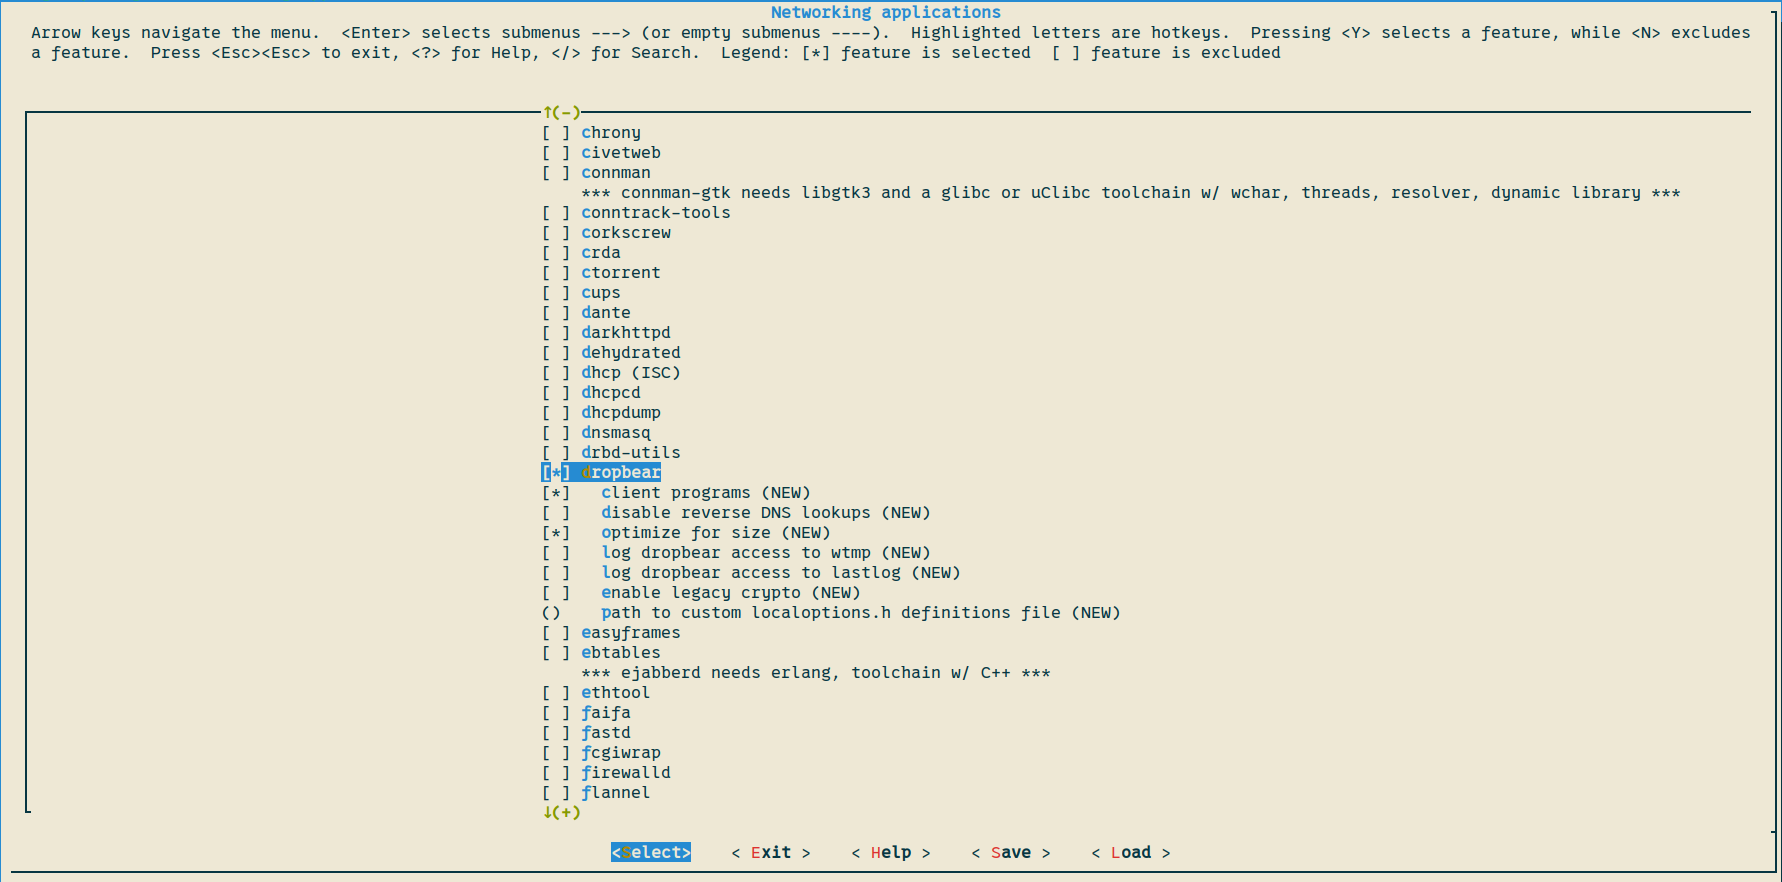 Networking applications
Arrow keys navigate the menu.  <Enter> selects submenus ---> (or empty submenus ----).  Highlighted letters are hotkeys.  Pressing <Y> selects a feature, while <N> excludes
a feature.  Press <Esc><Esc> to exit, <?> for Help, </> for Search.  Legend: [*] feature is selected  [ ] feature is excluded
↑(-)
[ ] chrony
[ ] civetweb
[ ] connman
*** connman-gtk needs libgtk3 and a glibc or uClibc toolchain w/ wchar, threads, resolver, dynamic library ***
[ ] conntrack-tools
[ ] corkscrew
[ ] crda
[ ] ctorrent
[ ] cups
[ ] dante
[ ] darkhttpd
[ ] dehydrated
[ ] dhcp (ISC)
[ ] dhcpcd
[ ] dhcpdump
[ ] dnsmasq
[ ] drbd-utils
[*] dropbear
[*]   client programs (NEW)
[ ]   disable reverse DNS lookups (NEW)
[*]   optimize for size (NEW)
[ ]   log dropbear access to wtmp (NEW)
[ ]   log dropbear access to lastlog (NEW)
[ ]   enable legacy crypto (NEW)
()    path to custom localoptions.h definitions file (NEW)
[ ] easyframes
[ ] ebtables
*** ejabberd needs erlang, toolchain w/ C++ ***
[ ] ethtool
[ ] faifa
[ ] fastd
[ ] fcgiwrap
[ ] firewalld
[ ] flannel
↓(+)
<Select>    < Exit >    < Help >    < Save >    < Load >